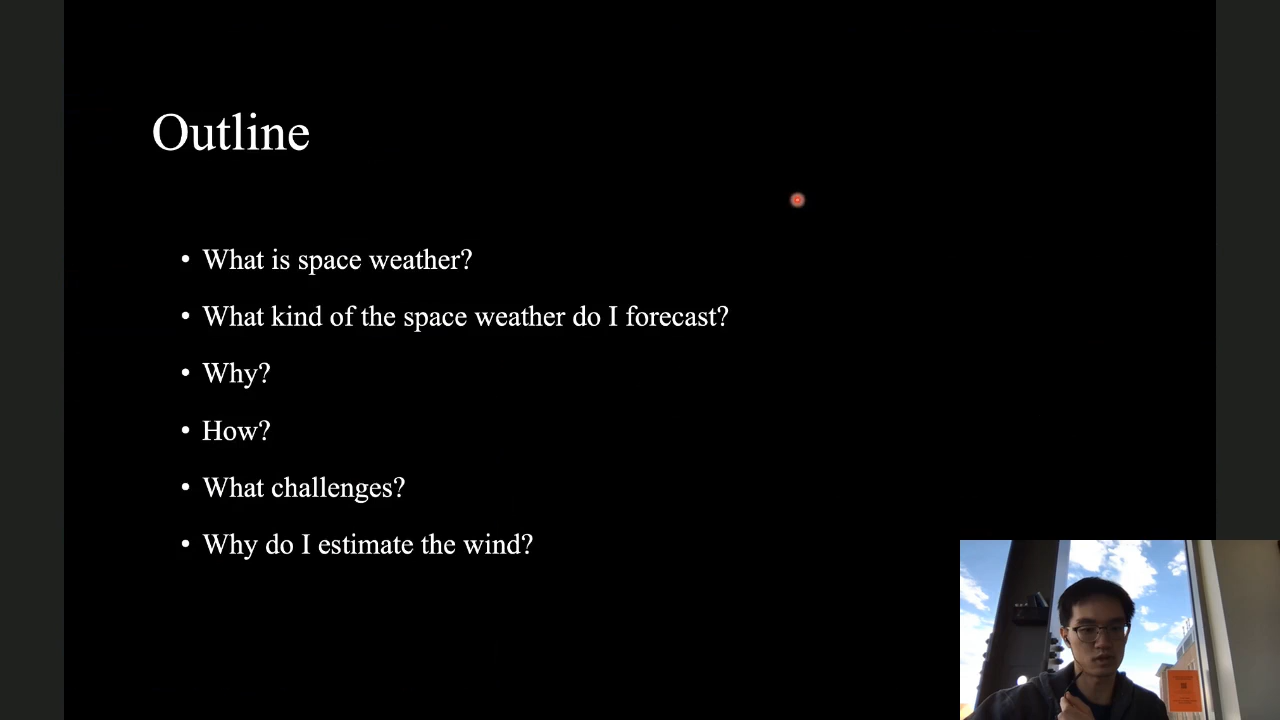 Outline
• What is space weather?
• What kind of the space weather do I forecast?
• Why?
• How?
• What challenges?
• Why do I estimate the wind?